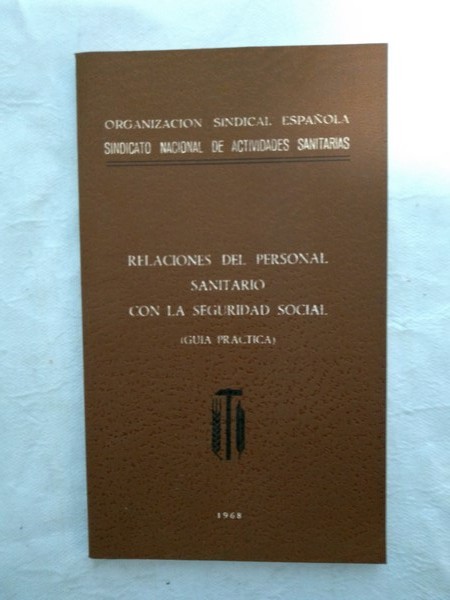 ORGANIZACION SINDICAL ESPAÑOLA
SINDICATO NACIONAL DE ACTIVIDADES SANITARIAS
RELACIONES DEL PERSONAL
SANITARIO
CON LA SEGURIDAD SOCIAL
(GUIA PRACTICA)
1968